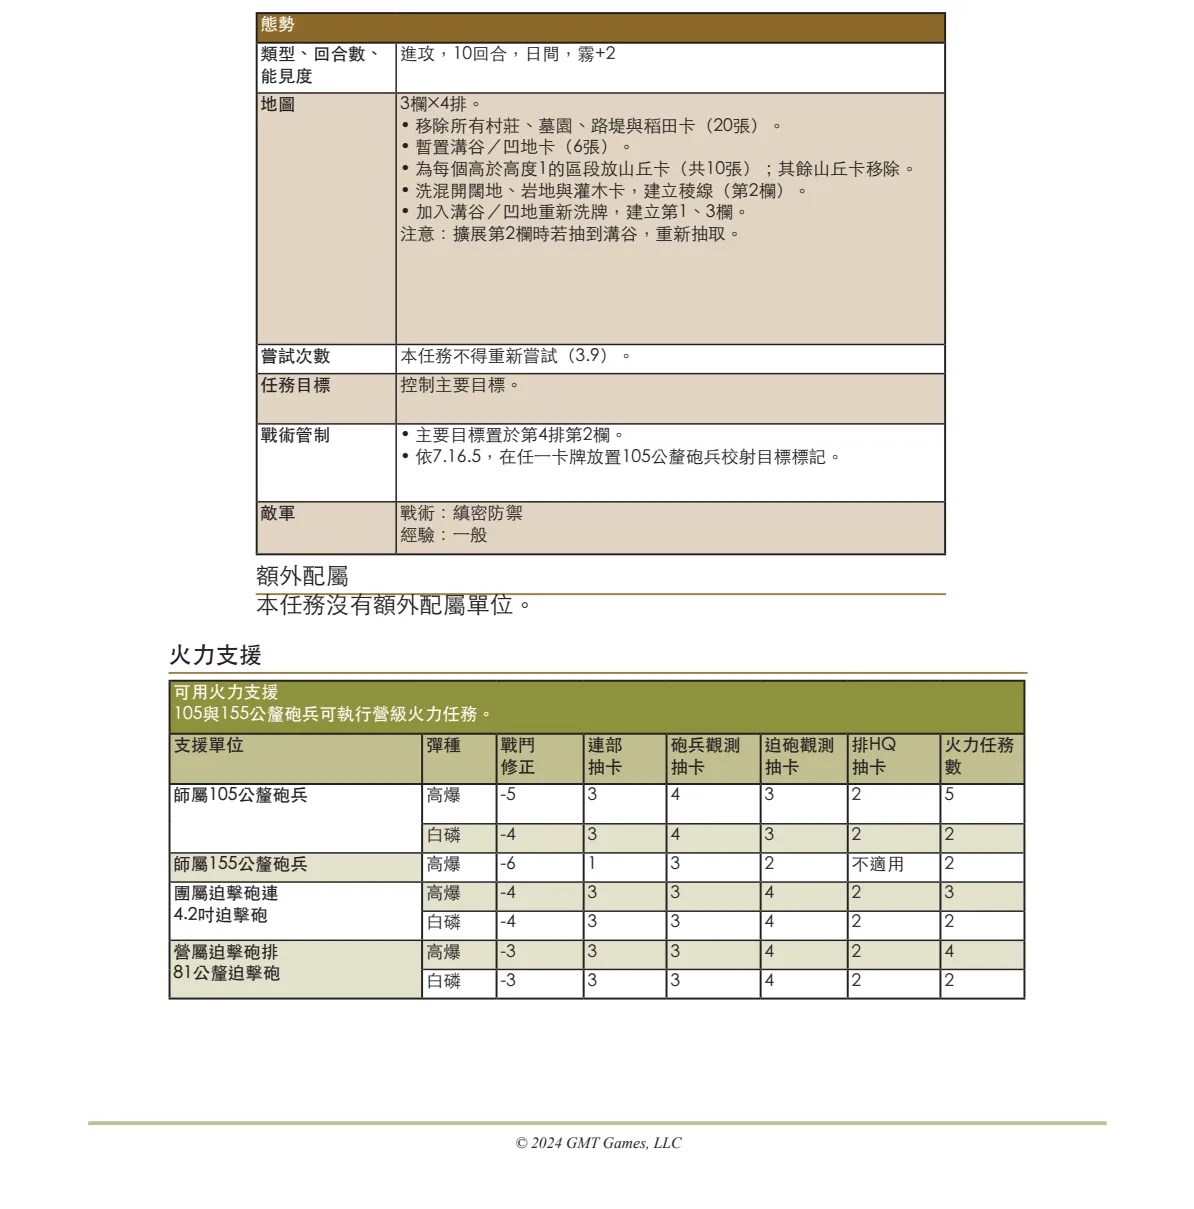 態勢
類型、回合數、 進攻，10回合，日間，霧+2
能見度
地圖 3欄×4排。
• 移除所有村莊、墓園、路堤與稻田卡（20張）。
• 暫置溝谷／凹地卡（6張）。
• 為每個高於高度1的區段放山丘卡（共10張）；其餘山丘卡移除。
• 洗混開闊地、岩地與灌木卡，建立稜線（第2欄）。
• 加入溝谷／凹地重新洗牌，建立第1、3欄。
注意：擴展第2欄時若抽到溝谷，重新抽取。
嘗試次數 本任務不得重新嘗試（3.9）。
任務目標 控制主要目標。
戰術管制 • 主要目標置於第4排第2欄。
• 依7.16.5，在任一卡牌放置105公釐砲兵校射目標標記。
敵軍 戰術：縝密防禦
經驗：一般
額外配屬
本任務沒有額外配屬單位。
火力支援
可用火力支援
105與155公釐砲兵可執行營級火力任務。
支援單位 彈種 戰鬥 連部 砲兵觀測 迫砲觀測 排HQ 火力任務
修正 抽卡 抽卡 抽卡 抽卡 數
師屬105公釐砲兵 高爆 -5 3 4 3 2 5
白磷 -4 3 4 3 2 2
師屬155公釐砲兵 高爆 -6 1 3 2 不適用 2
團屬迫擊砲連 高爆 -4 3 3 4 2 3
4.2吋迫擊砲 白磷 -4 3 3 4 2 2
營屬迫擊砲排 高爆 -3 3 3 4 2 4
81公釐迫擊砲 白磷 -3 3 3 4 2 2
© 2024 GMT Games, LLC